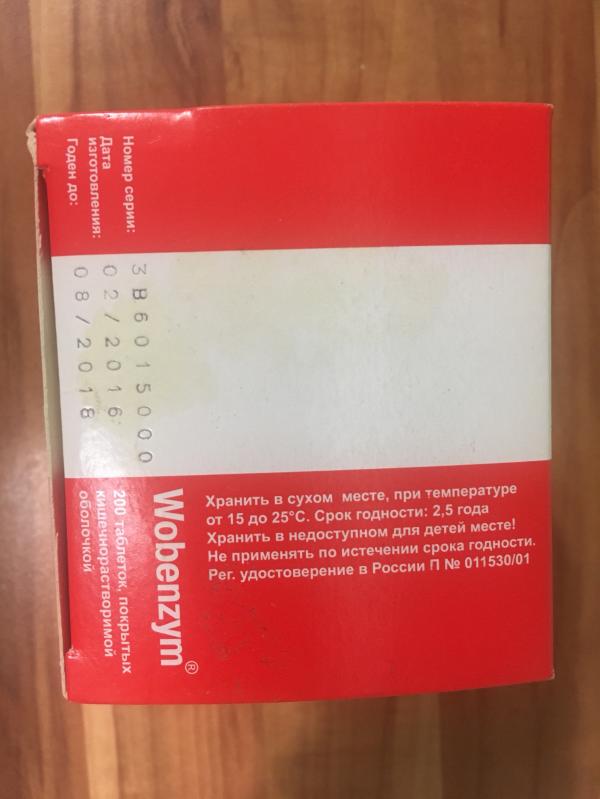 Номер серии:
Дата
изготовления:
Годен до:
3B6015000
02/2016
08/2018
Wobenzym®
200 таблеток, покрытых
кишечнорастворимой
оболочкой
Хранить в сухом месте, при температуре
от 15 до 25°C. Срок годности: 2,5 года
Хранить в недоступном для детей месте!
Не применять по истечении срока годности.
Рег. удостоверение в России П № 011530/01